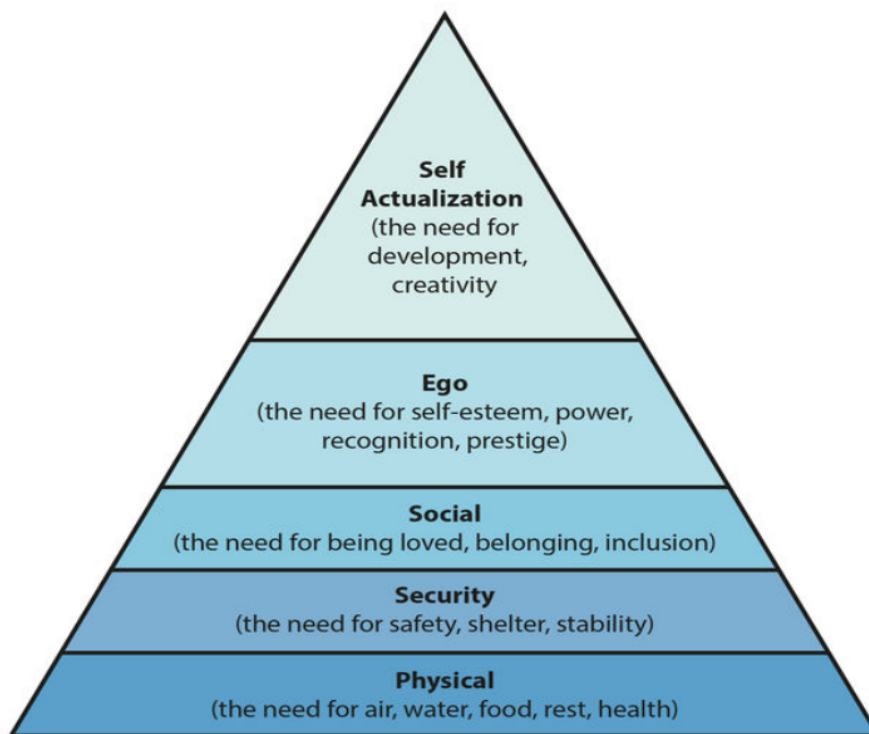 Self
Actualization
(the need for
development,
creativity
Ego
(the need for self-esteem, power,
recognition, prestige)
Social
(the need for being loved, belonging, inclusion)
Security
(the need for safety, shelter, stability)
Physical
(the need for air, water, food, rest, health)